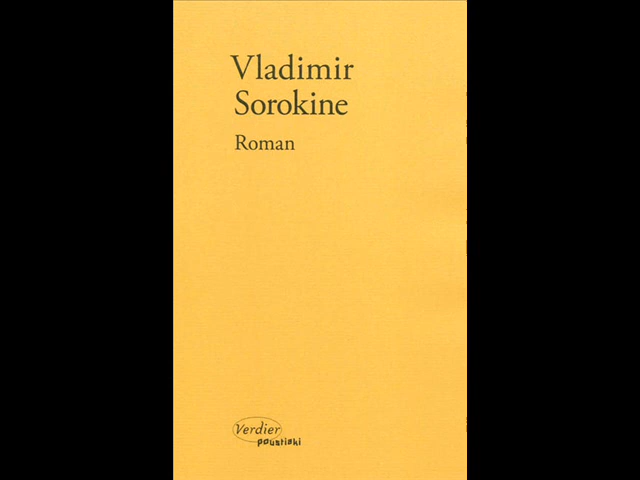 Vladimir
Sorokine
Roman
Verdier
poustiaki